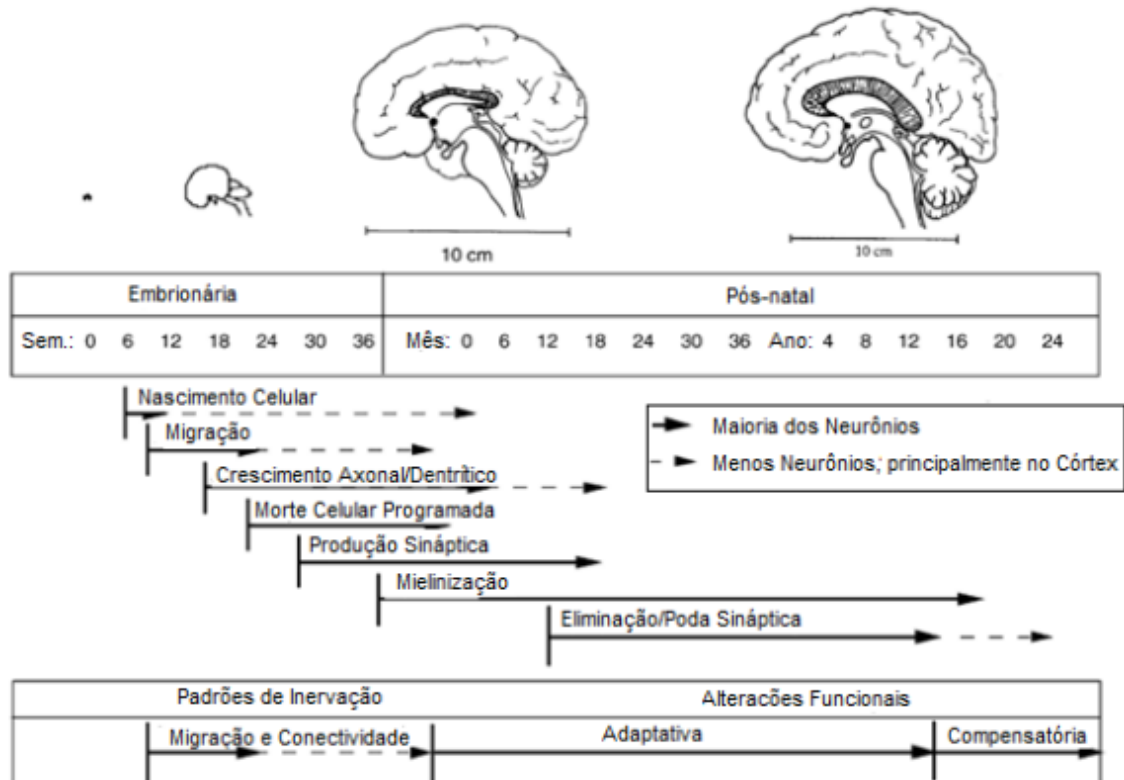 10 cm
10 cm
Embrionária
Pós-natal
Sem.: 0 6 12 18 24 30 36 Mês: 0 6 12 18 24 30 36 Ano: 4 8 12 16 20 24
Nascimento Celular
Migração
Crescimento Axonal/Dentrítico
Morte Celular Programada
Produção Sináptica
Mielinização
Eliminação/Poda Sináptica
Maioria dos Neurônios
Menos Neurônios; principalmente no Córtex
Padrões de Inervação
Alteracões Funcionais
Migração e Conectividade
Adaptativa
Compensatória